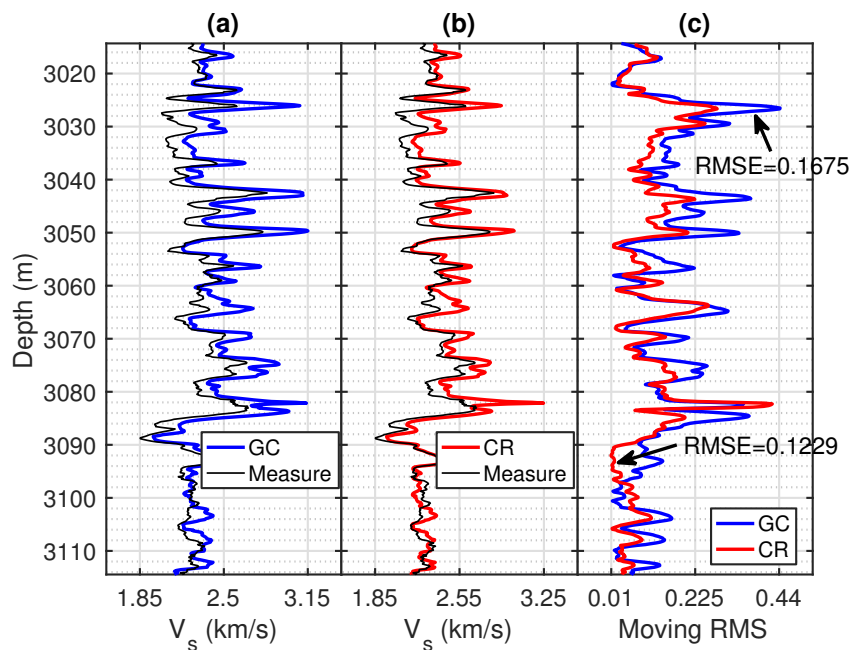 (a)
(b)
(c)
3020
3030
3040
3050
3060
3070
3080
3090
3100
3110
Depth (m)
RMSE=0.1675
RMSE=0.1229
GC
Measure
CR
Measure
GC
CR
1.85 2.5 3.15
1.85 2.55 3.25
0.01 0.225 0.44
V_s (km/s)
V_s (km/s)
Moving RMS